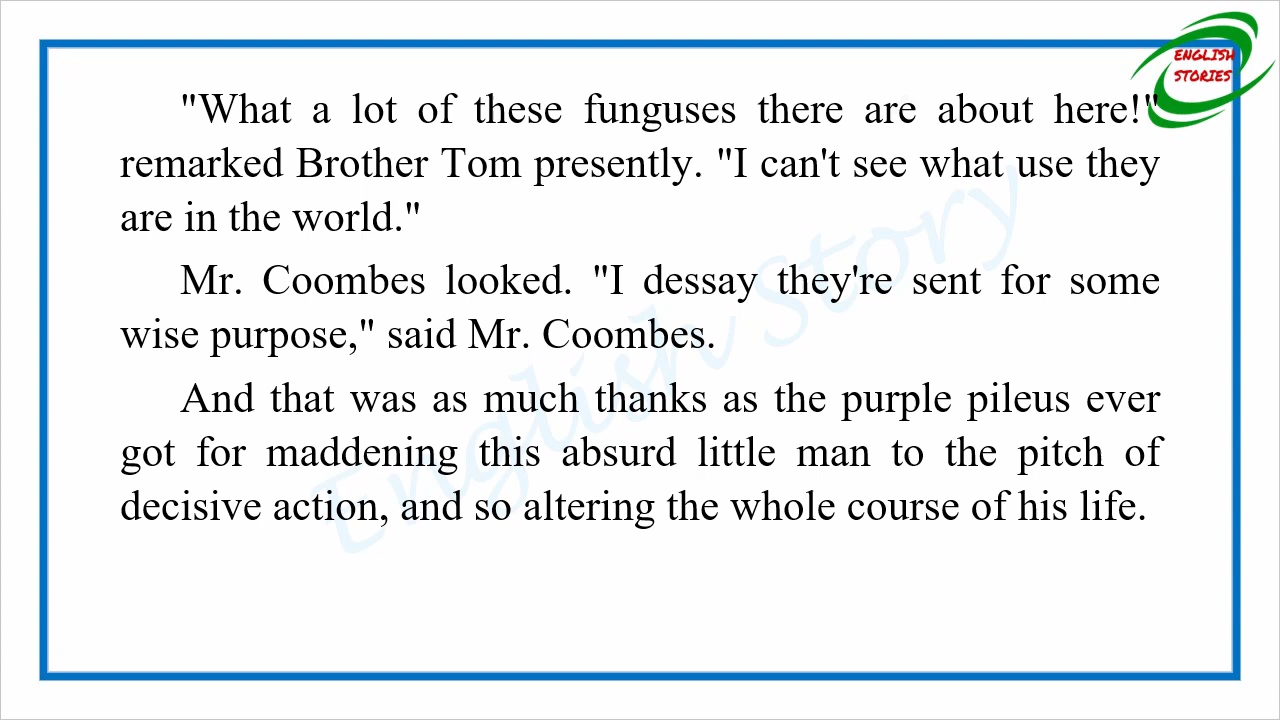 ENGLISH
STORIES
"What a lot of these funguses there are about here!"
remarked Brother Tom presently. "I can't see what use they
are in the world."
Mr. Coombes looked. "I dessay they're sent for some
wise purpose," said Mr. Coombes.
And that was as much thanks as the purple pileus ever
got for maddening this absurd little man to the pitch of
decisive action, and so altering the whole course of his life.
English Story